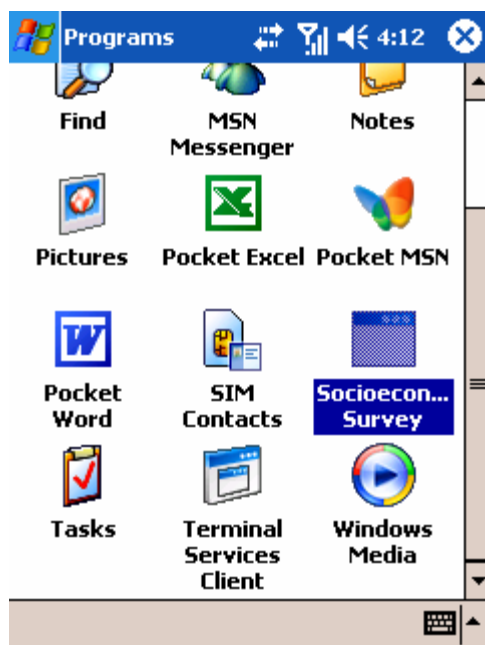 Programs 4:12
Find MSN Notes
Messenger
Pictures Pocket Excel Pocket MSN
Pocket SIM Socioecon...
Word Contacts Survey
Tasks Terminal Windows
Services Media
Client